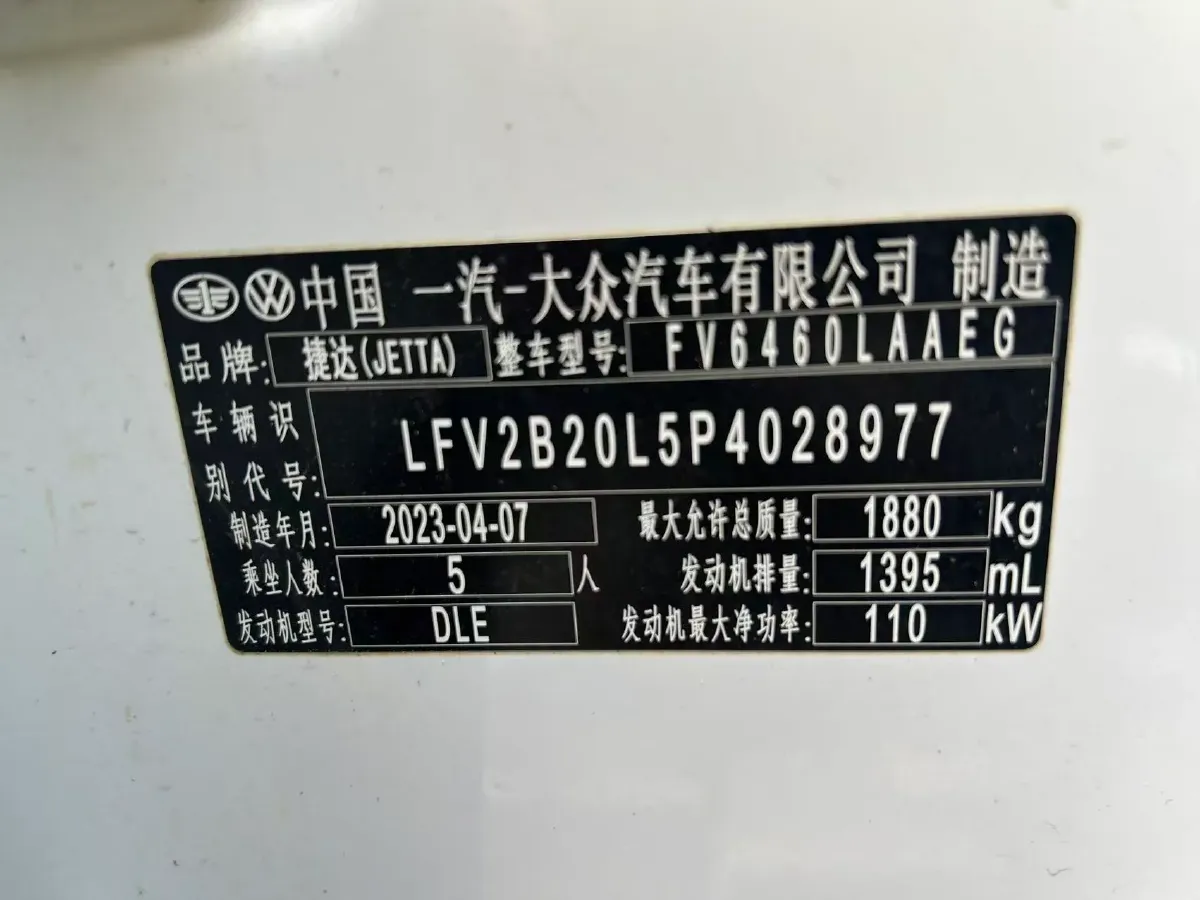 中国 一汽-大众汽车有限公司 制造
品牌: 捷达(JETTA) 整车型号: FV6460LAAEG
车辆识
别代号: LFV2B20L5P4028977
制造年月: 2023-04-07 最大允许总质量: 1880 kg
乘坐人数: 5 人 发动机排量: 1395 mL
发动机型号: DLE 发动机最大净功率: 110 kW